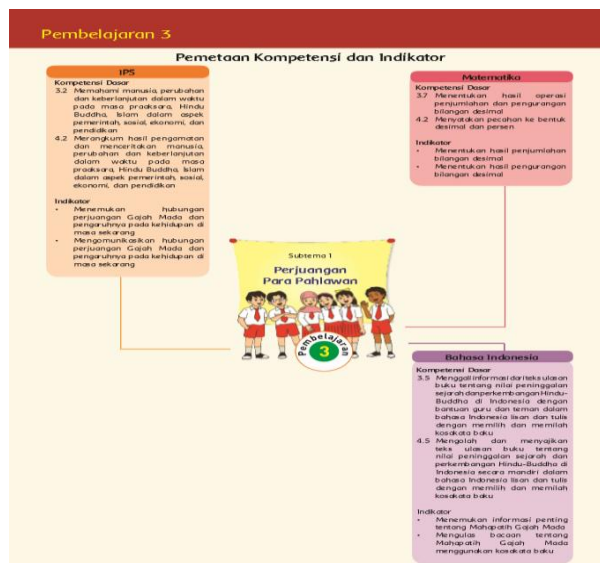 Pembelajaran 3
Pemetaan Kompetensi dan Indikator
IPS
Kompetensi Dasar
3.2 Memahami manusia, perubahan
dan keberlanjutan dalam waktu
pada masa praaksara, Hindu
Buddha, Islam dalam aspek
pemerintah, sosial, ekonomi, dan
pendidikan
4.2 Merangkum hasil pengamatan
dan menceritakan manusia,
perubahan dan keberlanjutan
dalam waktu pada masa
praaksara, Hindu Buddha, Islam
dalam aspek pemerintah, sosial,
ekonomi, dan pendidikan
Indikator
• Menemukan hubungan
perjuangan Gajah Mada dan
pengaruhnya pada kehidupan di
masa sekarang
• Mengomunikasikan hubungan
perjuangan Gajah Mada dan
pengaruhnya pada kehidupan di
masa sekarang
Matematika
Kompetensi Dasar
3.7 Menentukan hasil operasi
penjumlahan dan pengurangan
bilangan desimal
4.2 Menyatakan pecahan ke bentuk
desimal dan persen
Indikator
• Menentukan hasil penjumlahan
bilangan desimal
• Menentukan hasil pengurangan
bilangan desimal
Subtema 1
Perjuangan
Para Pahlawan
Pembelajaran
3
Bahasa Indonesia
Kompetensi Dasar
3.5 Menggali informasi dari teks ulasan
buku tentang nilai peninggalan
sejarah dan perkembangan Hindu-
Buddha di Indonesia dengan
bantuan guru dan teman dalam
bahasa Indonesia lisan dan tulis
dengan memilih dan memilah
kosakata baku
4.5 Mengolah dan menyajikan
teks ulasan buku tentang
nilai peninggalan sejarah dan
perkembangan Hindu-Buddha di
Indonesia secara mandiri dalam
bahasa Indonesia lisan dan tulis
dengan memilih dan memilah
kosakata baku
Indikator
• Menemukan informasi penting
tentang Mahapatih Gajah Mada
• Mengulas bacaan tentang
Mahapatih Gajah Mada
menggunakan kosakata baku